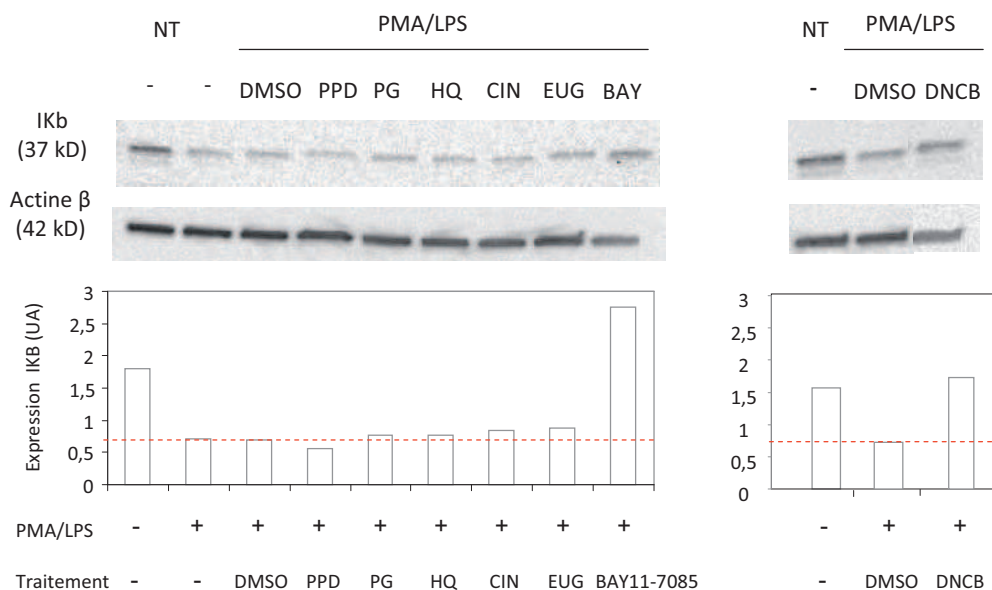 NT PMA/LPS NT PMA/LPS
- - DMSO PPD PG HQ CIN EUG BAY - DMSO DNCB
IKb
(37 kD)
Actine β
(42 kD)
Expression IKB (UA)
3
2,5
2
1,5
1
0,5
0
3
2,5
2
1,5
1
0,5
0
PMA/LPS - + + + + + + + + - + +
Traitement - - DMSO PPD PG HQ CIN EUG BAY11-7085 - DMSO DNCB